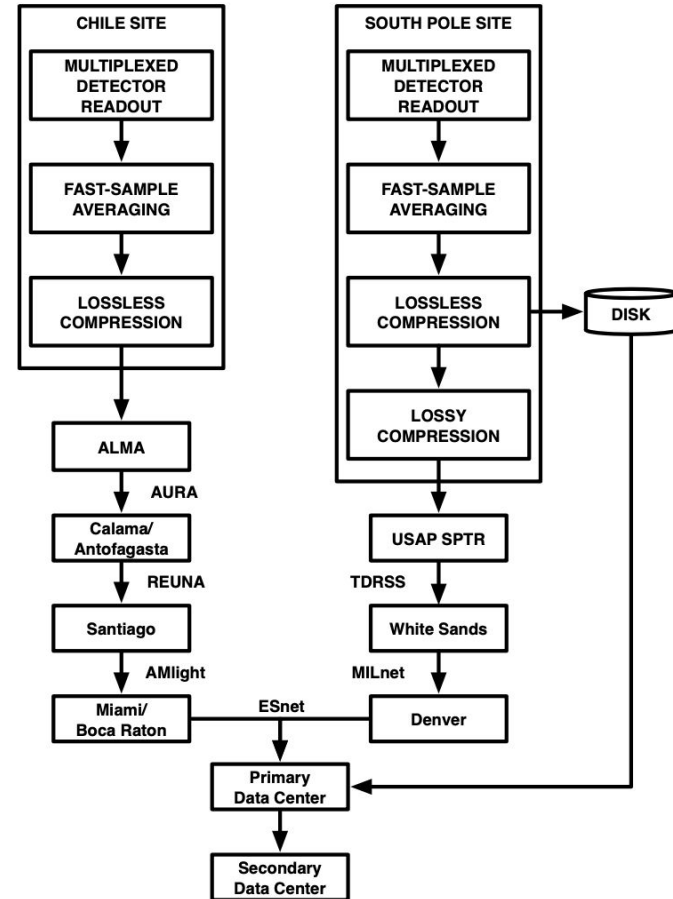 CHILE SITE
MULTIPLEXED
DETECTOR
READOUT
FAST-SAMPLE
AVERAGING
LOSSLESS
COMPRESSION
ALMA
AURA
Calama/
Antofagasta
REUNA
Santiago
AMlight
Miami/
Boca Raton
SOUTH POLE SITE
MULTIPLEXED
DETECTOR
READOUT
FAST-SAMPLE
AVERAGING
LOSSLESS
COMPRESSION
DISK
LOSSY
COMPRESSION
USAP SPTR
TDRSS
White Sands
MILnet
Denver
ESnet
Primary
Data Center
Secondary
Data Center